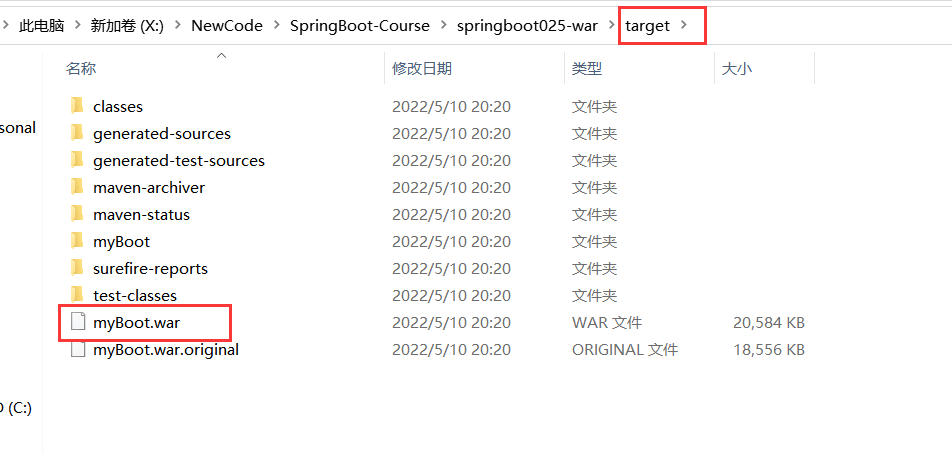 此电脑 > 新加卷 (X:) > NewCode > SpringBoot-Course > springboot025-war > target >
名称 修改日期 类型 大小
classes 2022/5/10 20:20 文件夹
sonal
generated-sources 2022/5/10 20:20 文件夹
generated-test-sources 2022/5/10 20:20 文件夹
maven-archiver 2022/5/10 20:20 文件夹
maven-status 2022/5/10 20:20 文件夹
myBoot 2022/5/10 20:20 文件夹
surefire-reports 2022/5/10 20:20 文件夹
test-classes 2022/5/10 20:20 文件夹
myBoot.war 2022/5/10 20:20 WAR 文件 20,584 KB
myBoot.war.original 2022/5/10 20:20 ORIGINAL 文件 18,556 KB
(C:)